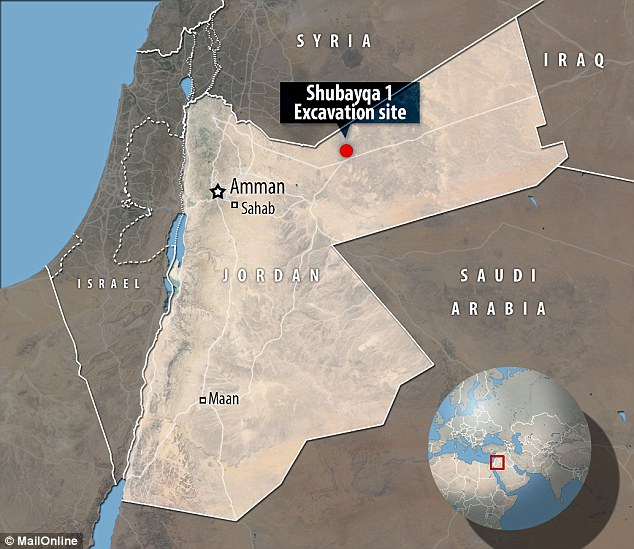 SYRIA
IRAQ
Shubayqa 1
Excavation site
Amman
Sahab
ISRAEL
JORDAN
SAUDI
ARABIA
Maan
© MailOnline